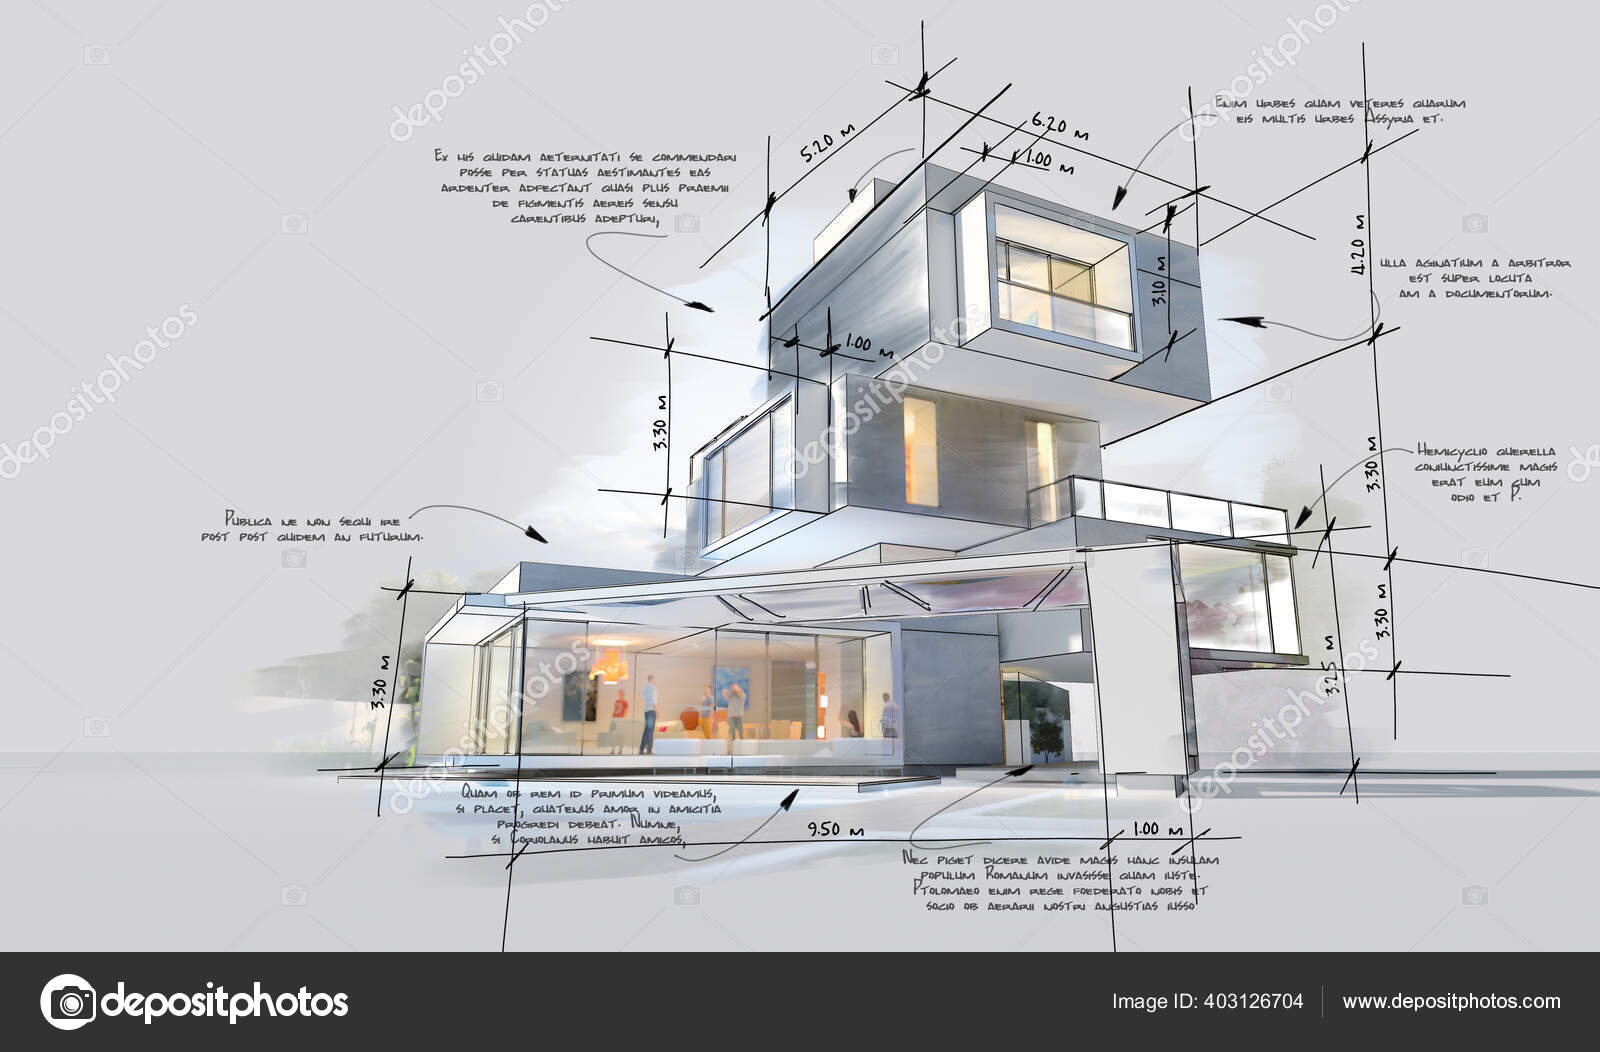 Enim urbes quam veteres quarum
eis multis urbes Assyria et.
6.20 m
5.20 m
1.00 m
Ex his quidam aeternitati se commendari
posse per statuas aestimantes eas
ardenter adfectant quasi plus praemii
de figmentis aereis sensu
carentibus adepturi,
4.20 m
ulla aginatium a arbitror
est super locuta
am a documentorum.
3.10 m
1.00 m
3.30 m
3.30 m
Hemicyclio querella
coniunctissime magis
erat eum cum
odio et P.
Publica ne non sequi ire
post post quidem an futurum.
3.30 m
3.25 m
3.30 m
Quam ob rem id primum videamus,
si placet, quatenus amor in amicitia
progredi debeat. Numne,
si Coriolanus habuit amicos,
9.50 m
1.00 m
Nec piget dicere avide magis hanc insulam
populum Romanum invasisse quam iuste.
Ptolomaeo enim rege foederato nobis et
socio ob aerarii nostri angustias iusso
depositphotos
Image ID: 403126704
www.depositphotos.com